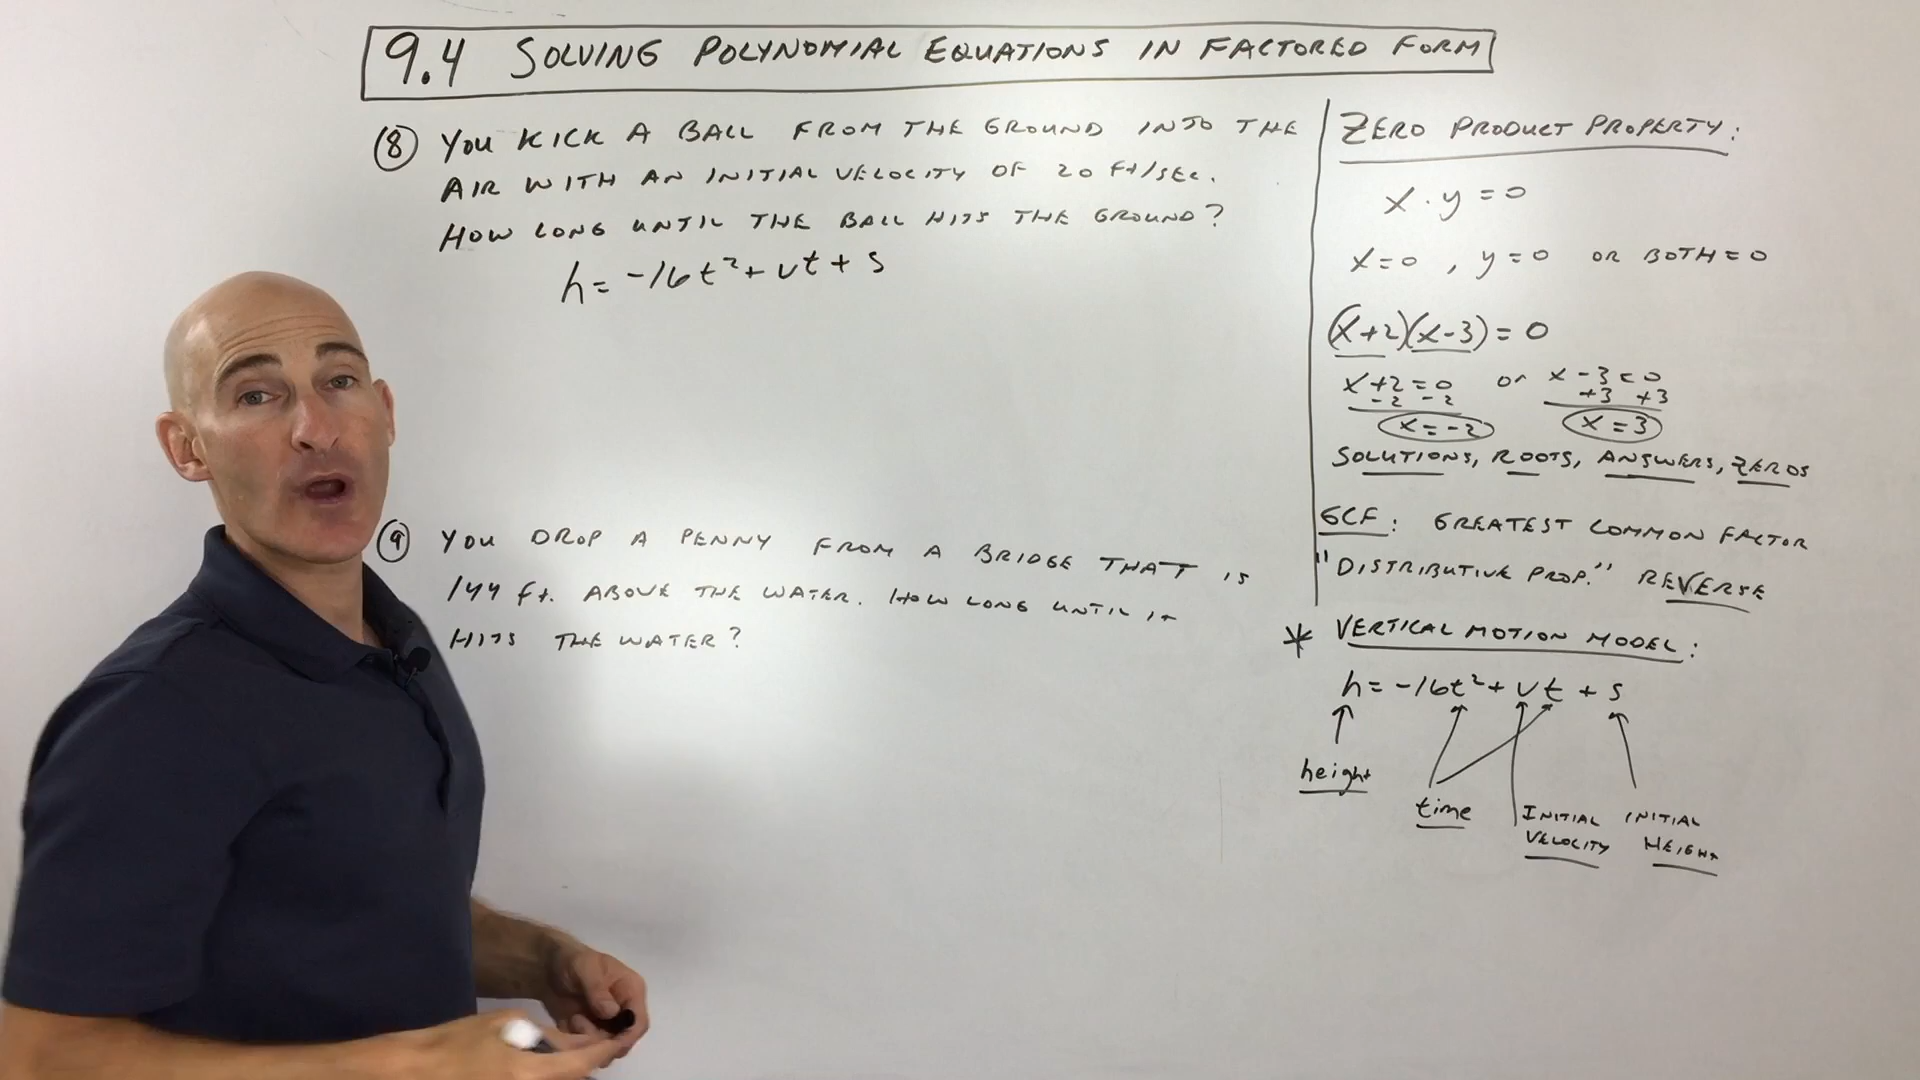 9.4 SOLVING POLYNOMIAL EQUATIONS IN FACTORED FORM
(8) YOU KICK A BALL FROM THE GROUND INTO THE
AIR WITH AN INITIAL VELOCITY OF 20 ft/SEC.
HOW LONG UNTIL THE BALL HITS THE GROUND?
h = -16t² + vt + s
(9) YOU DROP A PENNY FROM A BRIDGE THAT IS
144 ft. ABOVE THE WATER. HOW LONG UNTIL IT
HITS THE WATER?
ZERO PRODUCT PROPERTY:
x · y = 0
x = 0 , y = 0 OR BOTH = 0
(x+2)(x-3) = 0
x+2=0 or x-3=0
-2 -2 +3 +3
x = -2 x = 3
SOLUTIONS, ROOTS, ANSWERS, ZEROS
GCF: GREATEST COMMON FACTOR
"DISTRIBUTIVE PROP." REVERSE
* VERTICAL MOTION MODEL:
h = -16t² + vt + s
height
time
INITIAL VELOCITY
INITIAL HEIGHT